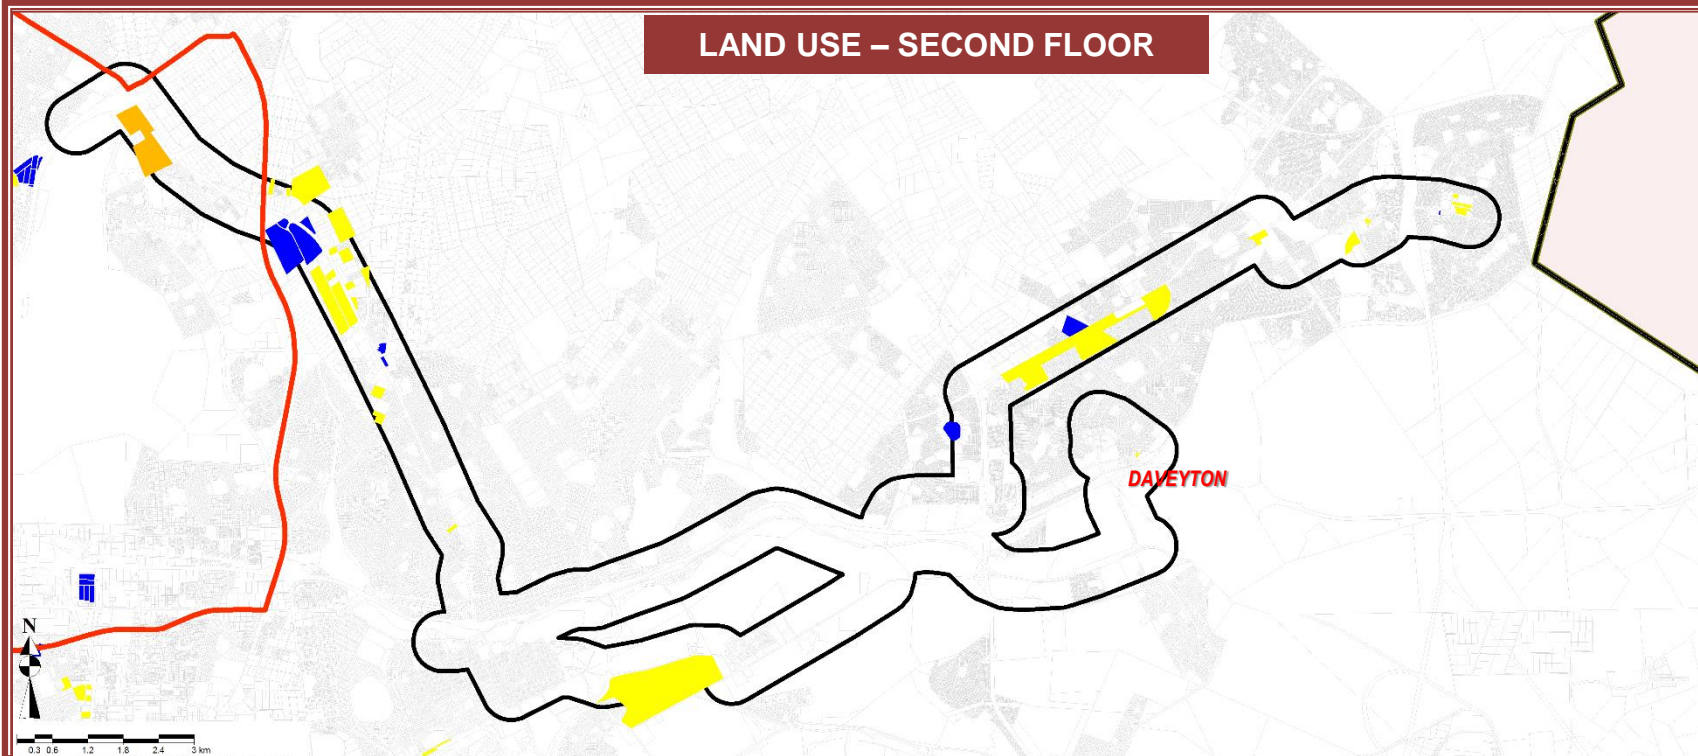 LAND USE – SECOND FLOOR
DAVEYTON
N
0.3 0.6 1.2 1.8 2.4 3 km